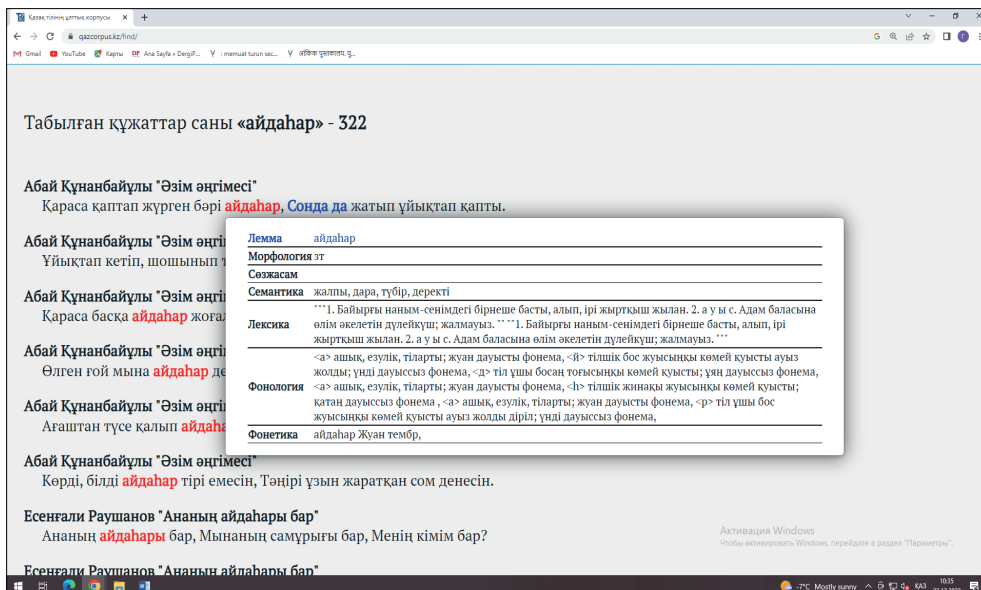 Қазақ тілінің ұлттық корпусы
qazcorpus.kz/find/
Gmail YouTube Карты DP Ana Sayfa » DergiP... : memuat turun sec... आंशिक पुस्तकालय, पू...
Табылған құжаттар саны «айдаһар» - 322
Абай Құнанбайұлы "Әзім әңгімесі"
Қараса қаптап жүрген бәрі айдаһар, Сонда да жатып ұйықтап қапты.
Абай Құнанбайұлы "Әзім әңгі
Ұйықтап кетіп, шошынып т
Абай Құнанбайұлы "Әзім әңгі
Қараса басқа айдаһар жоғал
Абай Құнанбайұлы "Әзім әңгі
Өлген ғой мына айдаһар де
Абай Құнанбайұлы "Әзім әңгі
Ағаштан түсе қалып айдаһа
Абай Құнанбайұлы "Әзім әңгімесі"
Көрді, білді айдаһар тірі емесін, Тәңірі ұзын жаратқан сом денесін.
Есенғали Раушанов "Ананың айдаһары бар"
Ананың айдаһары бар, Мынаның самұрығы бар, Менің кімім бар?
Есенғали Раушанов "Ананың айдаһары бар"
Лемма айдаһар
Морфология зт
Сөзжасам
Семантика жалпы, дара, түбір, деректі
Лексика """1. Байырғы наным-сенімдегі бірнеше басты, алып, ірі жыртқыш жылан. 2. а у ы с. Адам баласына
өлім әкелетін дүлейкүш; жалмауыз. "" ""1. Байырғы наным-сенімдегі бірнеше басты, алып, ірі
жыртқыш жылан. 2. а у ы с. Адам баласына өлім әкелетін дүлейкүш; жалмауыз. """
Фонология <а> ашық, езулік, тіларты; жуан дауысты фонема, <й> тілшік бос жуысыңқы көмей қуысты ауыз
жолды; үнді дауыссыз фонема, <д> тіл ұшы босаң тоғысыңқы көмей қуысты; ұяң дауыссыз фонема,
<а> ашық, езулік, тіларты; жуан дауысты фонема, <һ> тілшік жинақы жуысыңқы көмей қуысты;
қатаң дауыссыз фонема , <а> ашық, езулік, тіларты; жуан дауысты фонема, <р> тіл ұшы бос
жуысыңқы көмей қуысты ауыз жолды діріл; үнді дауыссыз фонема,
Фонетика айдаһар Жуан тембр,
Активация Windows
Чтобы активировать Windows, перейдите в раздел "Параметры".
-7°C Mostly sunny ҚАЗ 10:35